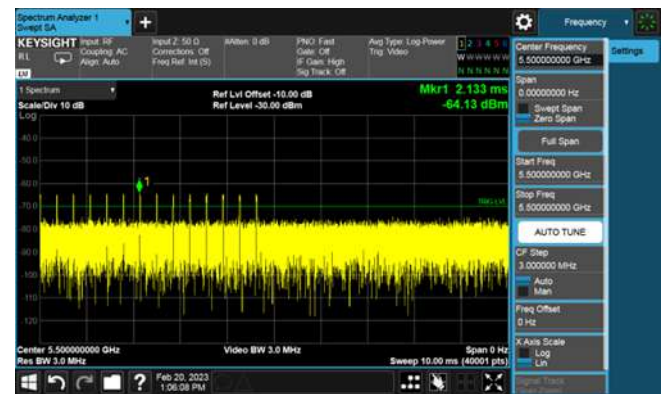 Spectrum Analyzer 1
Swept SA
+
Frequency
KEYSIGHT
RL
Input: RF
Coupling: AC
Align: Auto
Input Z: 50 Ω
Corrections: Off
Freq Ref: Int (S)
#Atten: 0 dB
PNO: Fast
Gate: Off
IF Gain: High
Sig Track: Off
Avg Type: Log-Power
Trig: Video
1 2 3 4 5 6
W W W W W W
N N N N N N
LXI
1 Spectrum
Scale/Div 10 dB
Log
Ref Lvl Offset -10.00 dB
Ref Level -30.00 dBm
Mkr1 2.133 ms
-64.13 dBm
-40.0
-50.0
-60.0
-70.0
-80.0
-90.0
-100
-110
-120
1
TRIG LVL
Center 5.500000000 GHz
Res BW 3.0 MHz
Video BW 3.0 MHz
Span 0 Hz
Sweep 10.00 ms (40001 pts)
Center Frequency
5.500000000 GHz
Span
0.00000000 Hz
Swept Span
Zero Span
Full Span
Start Freq
5.500000000 GHz
Stop Freq
5.500000000 GHz
AUTO TUNE
CF Step
3.000000 MHz
Auto
Man
Freq Offset
0 Hz
X Axis Scale
Log
Lin
Signal Track
Settings
?
Feb 20, 2023
1:06:08 PM